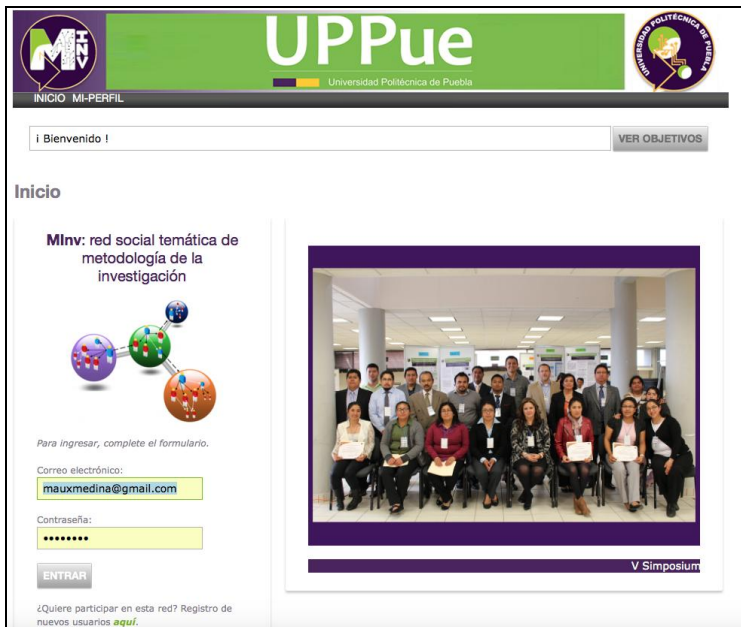 MINV
UPPue
Universidad Politécnica de Puebla
UNIVERSIDAD POLITÉCNICA DE PUEBLA
INICIO MI-PERFIL
¡ Bienvenido !
VER OBJETIVOS
Inicio
MInv: red social temática de
metodología de la
investigación
Para ingresar, complete el formulario.
Correo electrónico:
mauxmedina@gmail.com
Contraseña:
••••••••
ENTRAR
¿Quiere participar en esta red? Registro de
nuevos usuarios aquí.
V Simposium